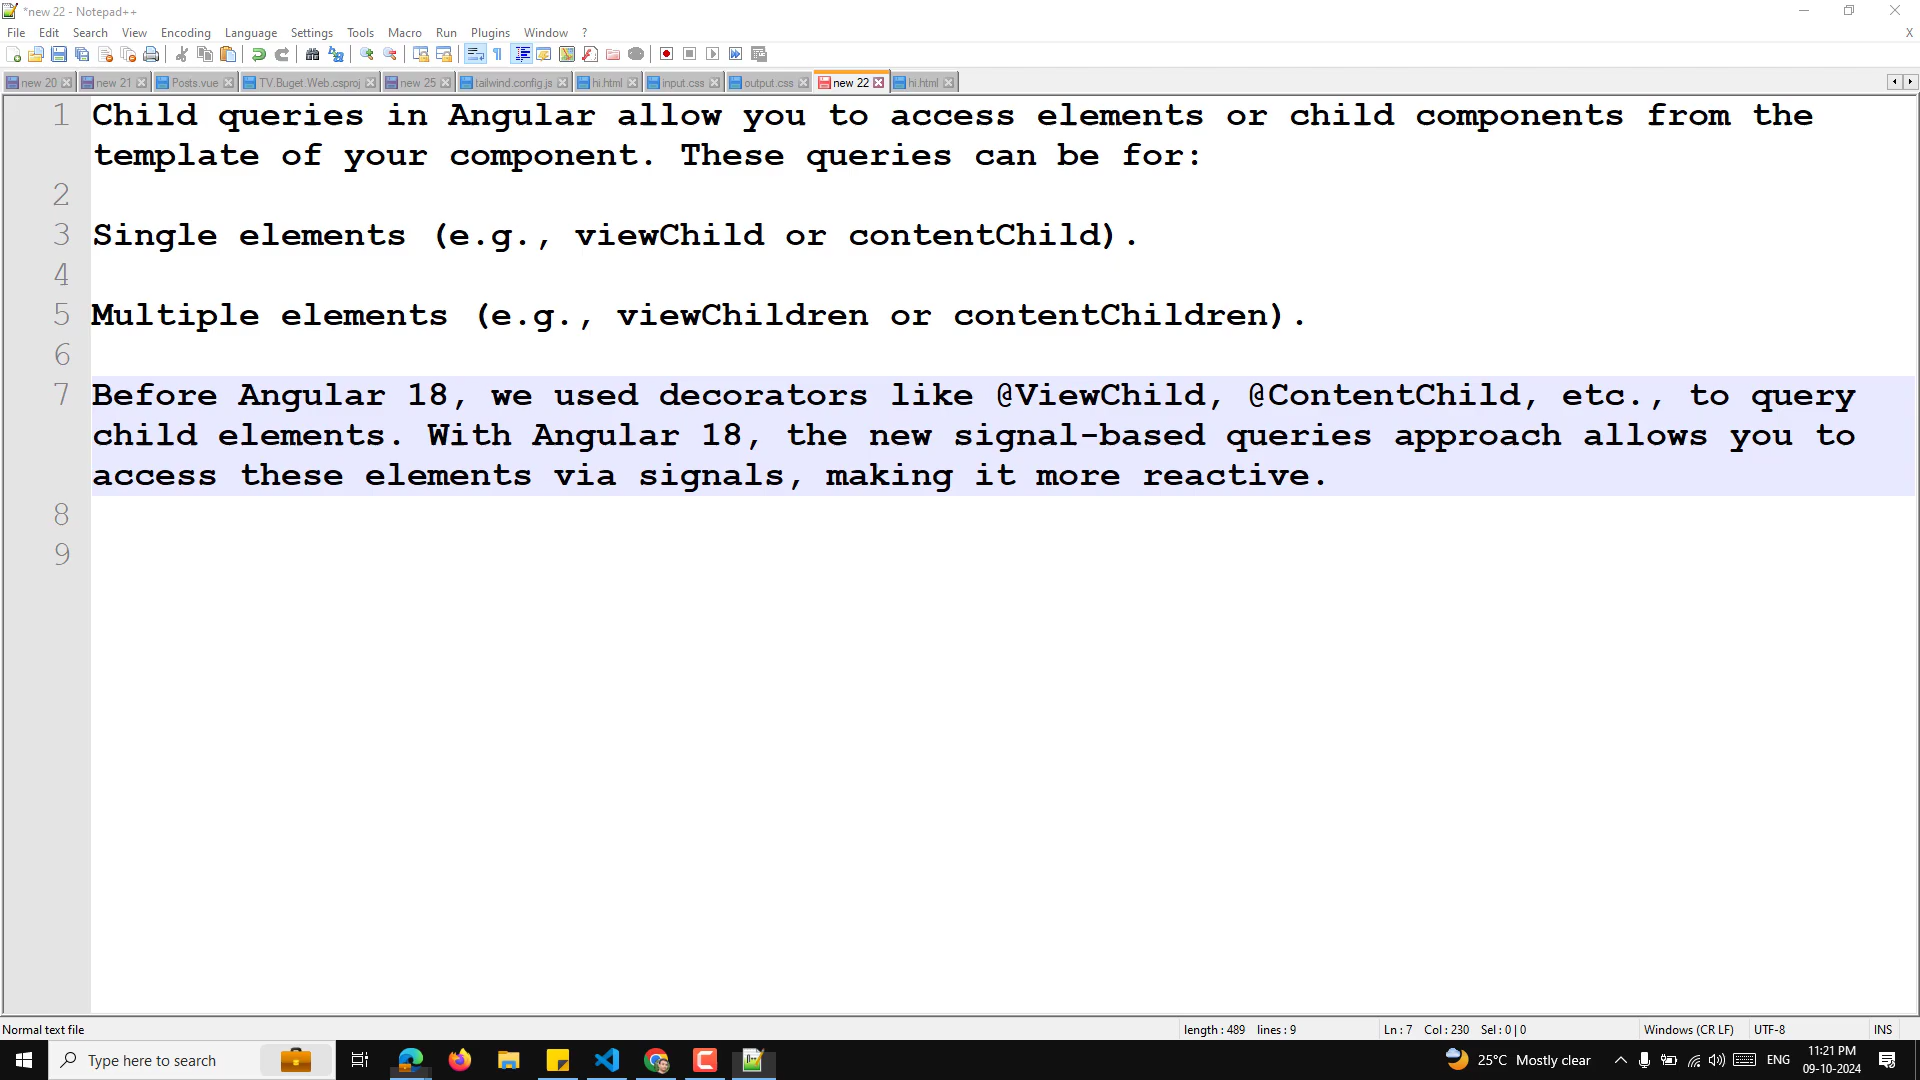 *new 22 - Notepad++
File Edit Search View Encoding Language Settings Tools Macro Run Plugins Window ? X
new 20 new 21 Posts.vue TV.Buget.Web.csproj new 25 tailwind.config.js hi.html input.css output.css new 22 hi.html
1 Child queries in Angular allow you to access elements or child components from the
template of your component. These queries can be for:
2
3 Single elements (e.g., viewChild or contentChild).
4
5 Multiple elements (e.g., viewChildren or contentChildren).
6
7 Before Angular 18, we used decorators like @ViewChild, @ContentChild, etc., to query
child elements. With Angular 18, the new signal-based queries approach allows you to
access these elements via signals, making it more reactive.
8
9
Normal text file length : 489 lines : 9 Ln : 7 Col : 230 Sel : 0 | 0 Windows (CR LF) UTF-8 INS
Type here to search 25°C Mostly clear ENG 11:21 PM
09-10-2024